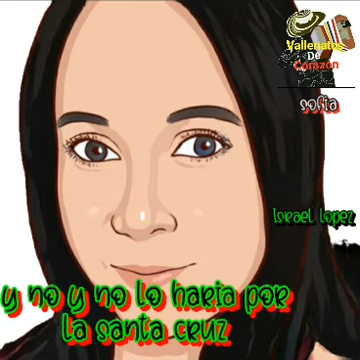 Vallenatos
De
Corazón
sofia
Israel lopez
y no y no lo haria por
la santa cruz